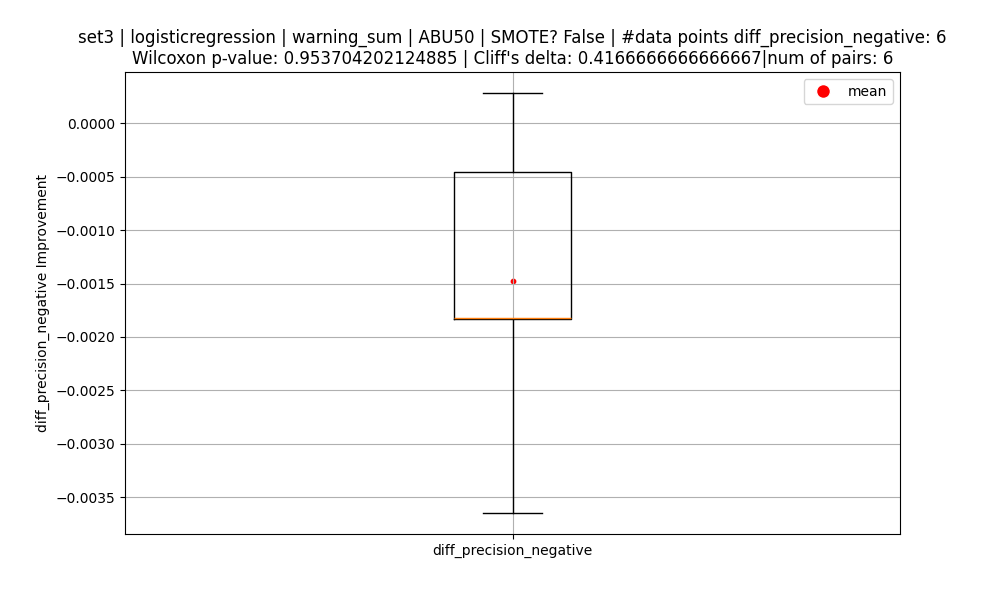 set3 | logisticregression | warning_sum | ABU50 | SMOTE? False | #data points diff_precision_negative: 6
Wilcoxon p-value: 0.953704202124885 | Cliff's delta: 0.4166666666666667|num of pairs: 6
mean
0.0000
−0.0005
−0.0010
−0.0015
−0.0020
−0.0025
−0.0030
−0.0035
diff_precision_negative Improvement
diff_precision_negative